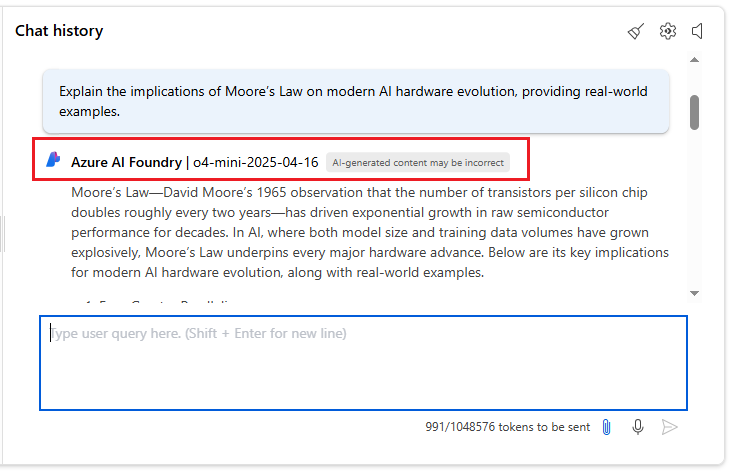 Chat history
Explain the implications of Moore's Law on modern AI hardware evolution, providing real-world
examples.
Azure AI Foundry | o4-mini-2025-04-16 AI-generated content may be incorrect
Moore's Law—David Moore's 1965 observation that the number of transistors per silicon chip
doubles roughly every two years—has driven exponential growth in raw semiconductor
performance for decades. In AI, where both model size and training data volumes have grown
explosively, Moore's Law underpins every major hardware advance. Below are its key implications
for modern AI hardware evolution, along with real-world examples.
Type user query here. (Shift + Enter for new line)
991/1048576 tokens to be sent